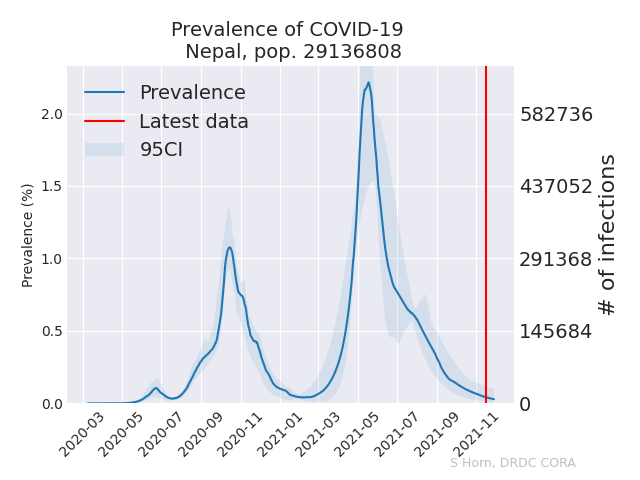 Prevalence of COVID-19
Nepal, pop. 29136808
Prevalence
Latest data
95CI
Prevalence (%)
2.0
1.5
1.0
0.5
0.0
582736
437052
291368
145684
0
# of infections
2020-03
2020-05
2020-07
2020-09
2020-11
2021-01
2021-03
2021-05
2021-07
2021-09
2021-11
S Horn, DRDC CORA